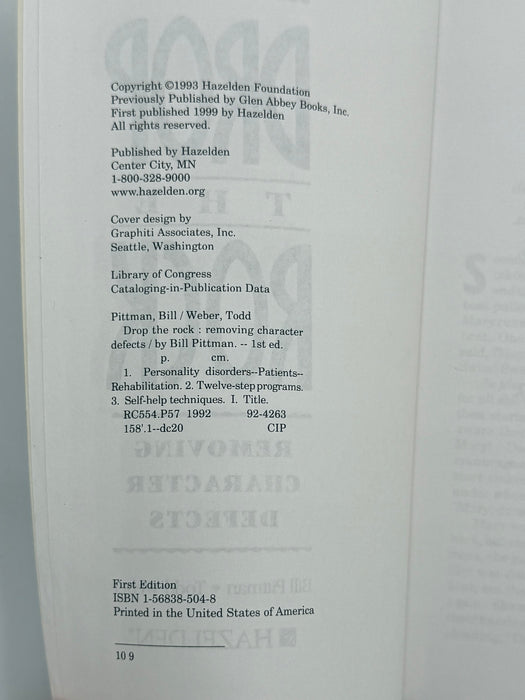 Copyright ©1993 Hazelden Foundation
Previously Published by Glen Abbey Books, Inc.
First published 1999 by Hazelden
All rights reserved.
Published by Hazelden
Center City, MN
1-800-328-9000
www.hazelden.org
Cover design by
Graphiti Associates, Inc.
Seattle, Washington
Library of Congress
Cataloging-in-Publication Data
Pittman, Bill / Weber, Todd
Drop the rock : removing character
defects / by Bill Pittman. -- 1st ed.
p. cm.
1. Personality disorders--Patients--
Rehabilitation. 2. Twelve-step programs.
3. Self-help techniques. I. Title.
RC554.P57 1992 92-4263
158'.1--dc20 CIP
First Edition
ISBN 1-56838-504-8
Printed in the United States of America
10 9